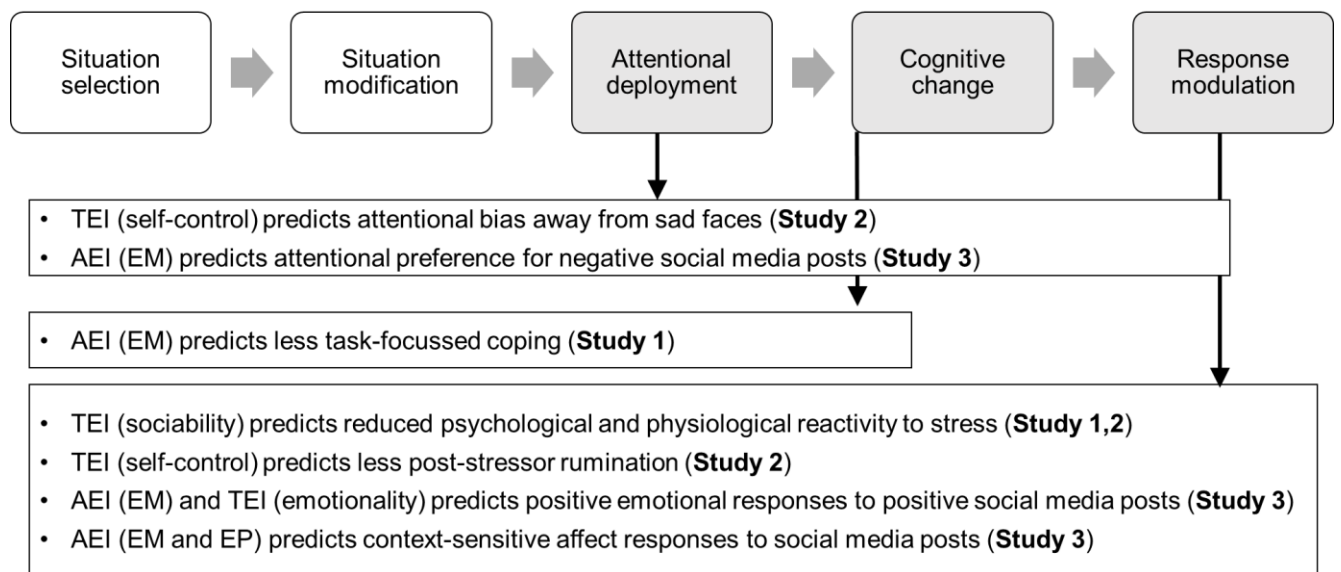 Situation
selection
Situation
modification
Attentional
deployment
Cognitive
change
Response
modulation
• TEI (self-control) predicts attentional bias away from sad faces (Study 2)
• AEI (EM) predicts attentional preference for negative social media posts (Study 3)
• AEI (EM) predicts less task-focussed coping (Study 1)
• TEI (sociability) predicts reduced psychological and physiological reactivity to stress (Study 1,2)
• TEI (self-control) predicts less post-stressor rumination (Study 2)
• AEI (EM) and TEI (emotionality) predicts positive emotional responses to positive social media posts (Study 3)
• AEI (EM and EP) predicts context-sensitive affect responses to social media posts (Study 3)